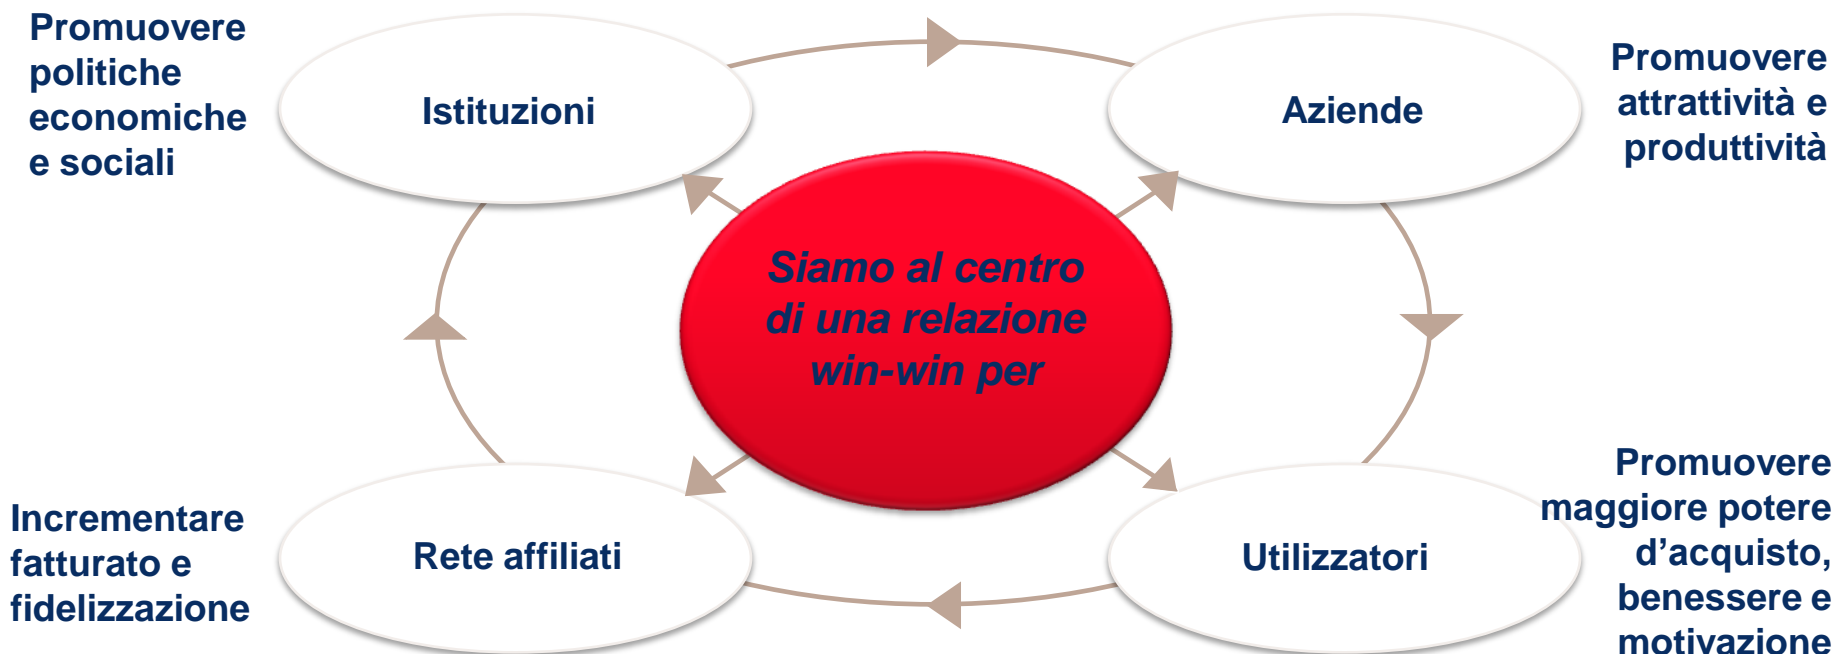 Promuovere
politiche
economiche
e sociali
Istituzioni
Aziende
Promuovere
attrattività e
produttività
Siamo al centro
di una relazione
win-win per
Incrementare
fatturato e
fidelizzazione
Rete affiliati
Utilizzatori
Promuovere
maggiore potere
d’acquisto,
benessere e
motivazione